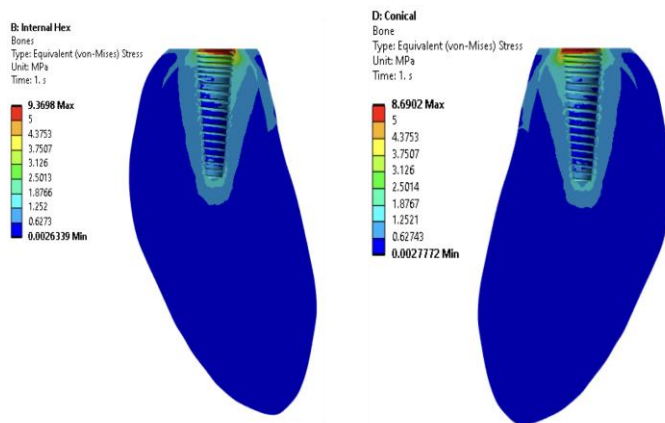 B: Internal Hex
Bones
Type: Equivalent (von-Mises) Stress
Unit: MPa
Time: 1. s
9.3698 Max
5
4.3753
3.7507
3.126
2.5013
1.8766
1.252
0.6273
0.0026339 Min
D: Conical
Bone
Type: Equivalent (von-Mises) Stress
Unit: MPa
Time: 1. s
8.6902 Max
5
4.3753
3.7507
3.126
2.5014
1.8767
1.2521
0.62743
0.0027772 Min